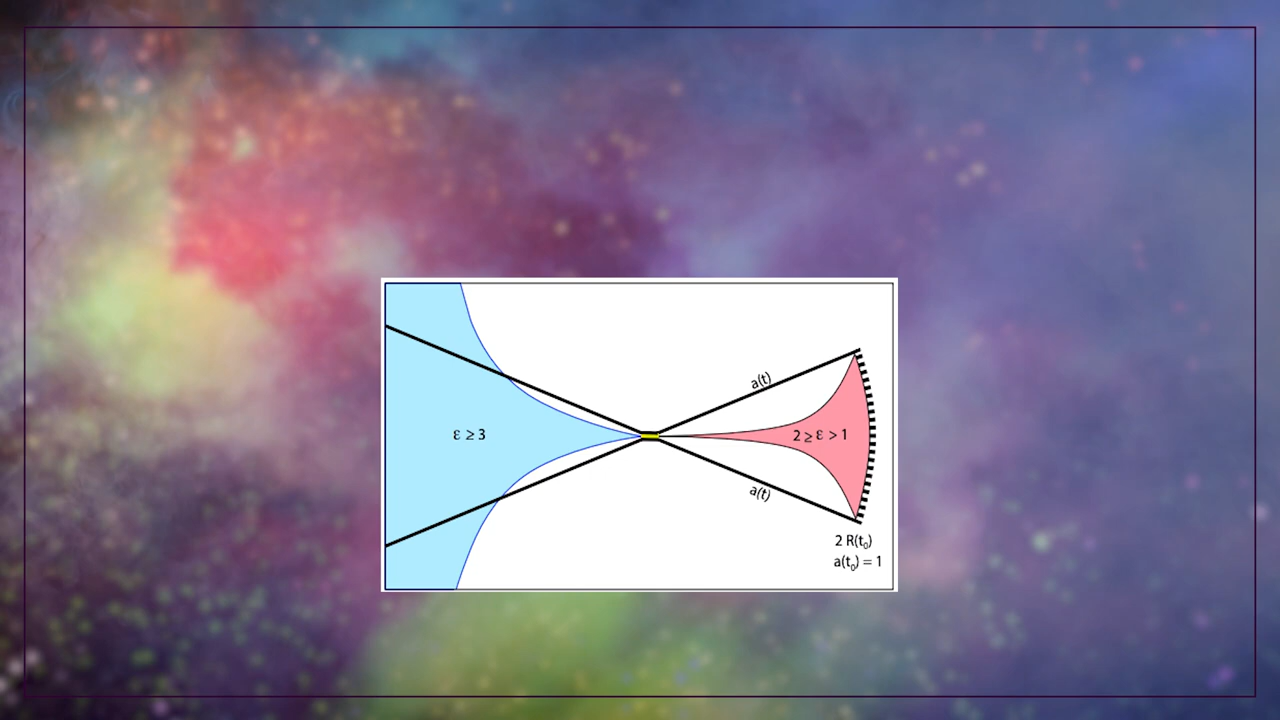 a(t)
ε ≥ 3
2 ≥ ε > 1
a(t)
2 R(t₀)
a(t₀) = 1